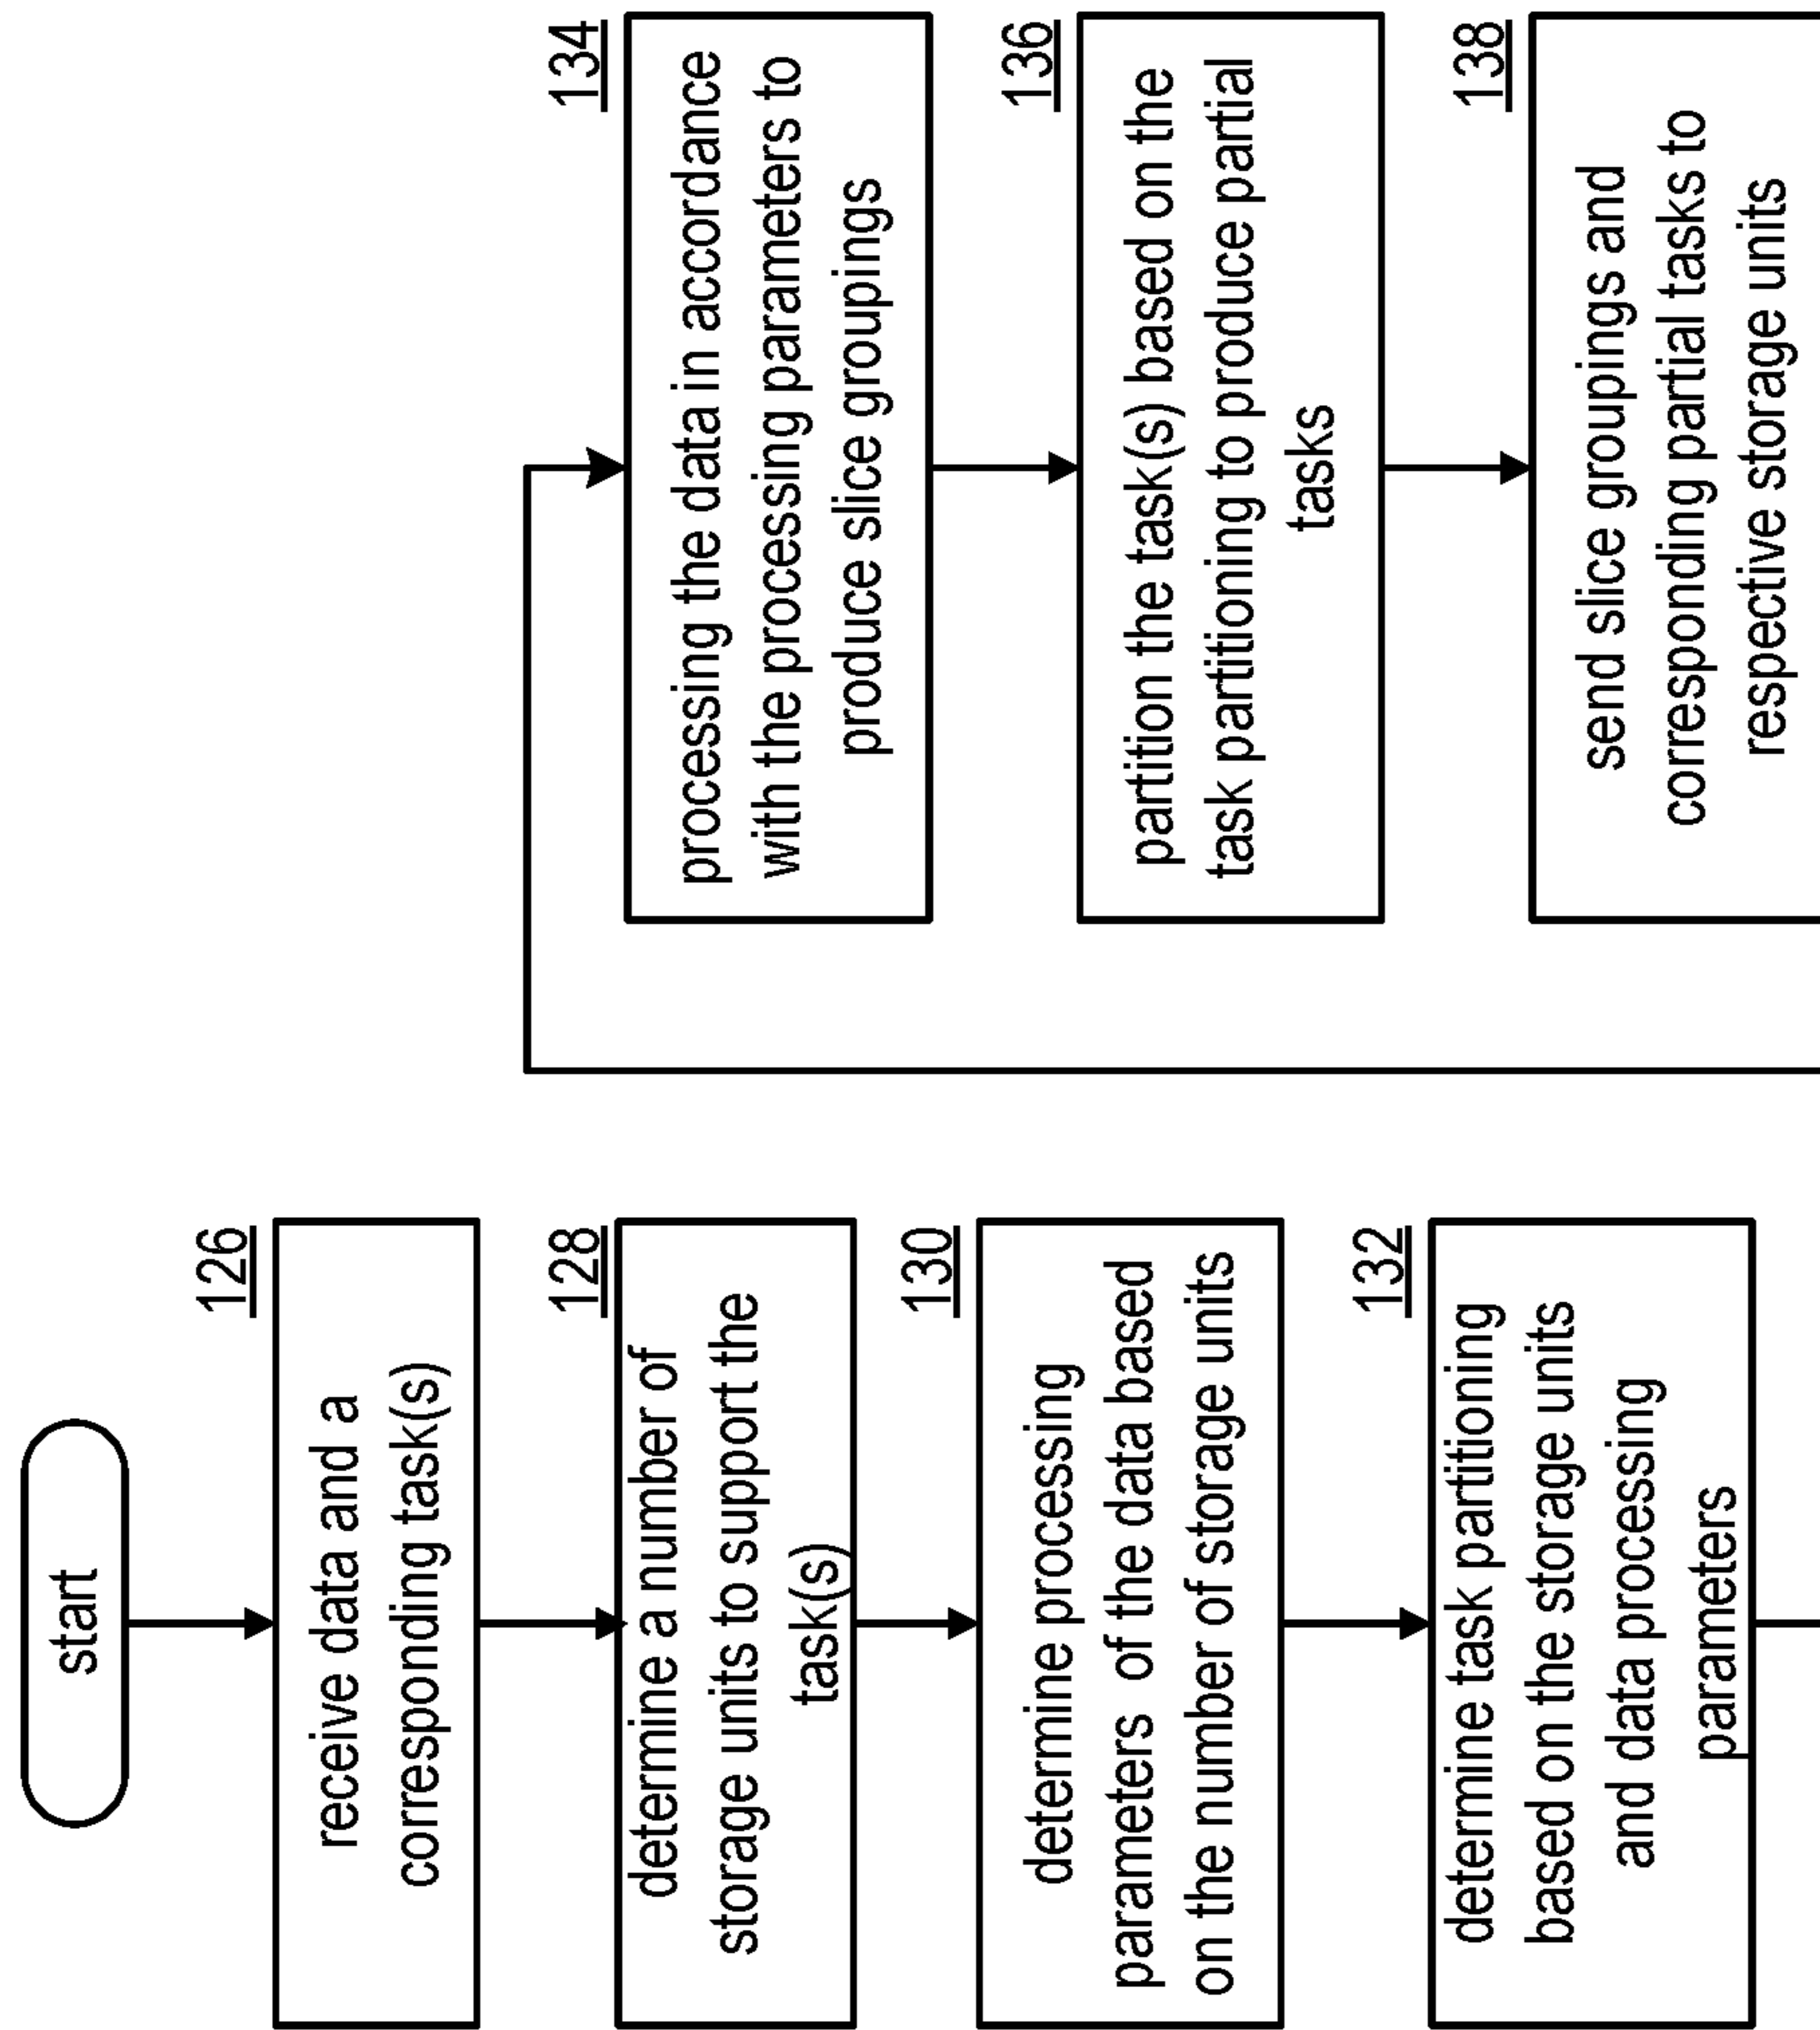 start
126
receive data and a
corresponding task(s)
128
determine a number of
storage units to support the
task(s)
130
determine processing
parameters of the data based
on the number of storage units
132
determine task partitioning
based on the storage units
and data processing
parameters
134
processing the data in accordance
with the processing parameters to
produce slice groupings
136
partition the task(s) based on the
task partitioning to produce partial
tasks
138
send slice groupings and
corresponding partial tasks to
respective storage units